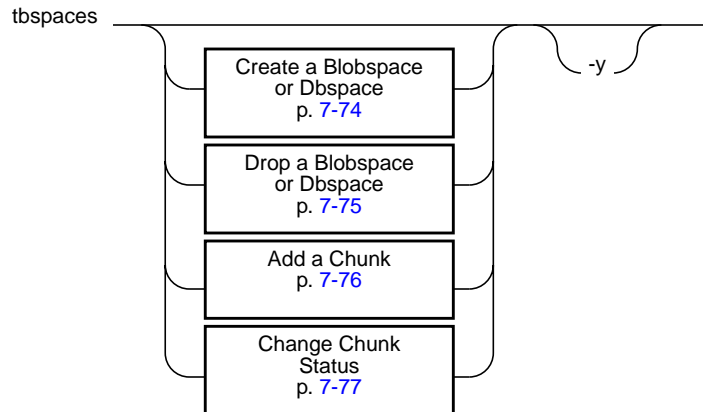 tbspaces
Create a Blobspace
or Dbspace
p. 7-74
-y
Drop a Blobspace
or Dbspace
p. 7-75
Add a Chunk
p. 7-76
Change Chunk
Status
p. 7-77